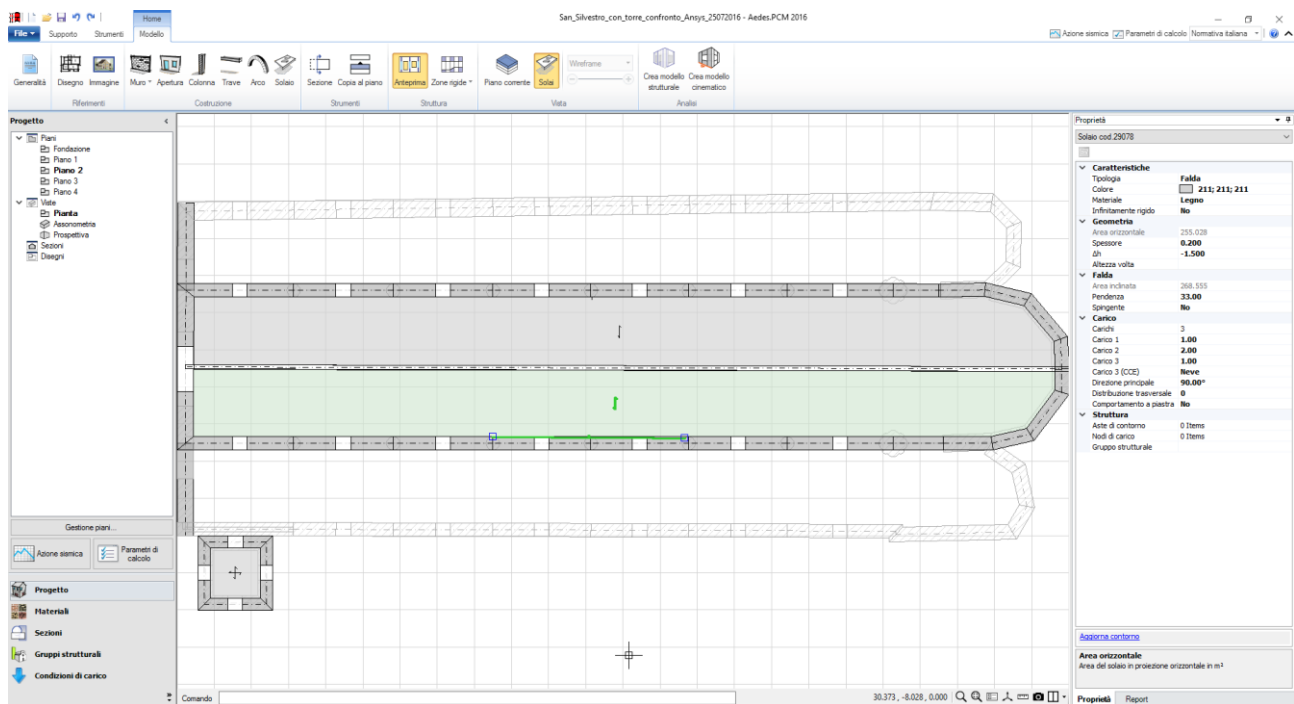 San_Silvestro_con_torre_confronto_Ansys_25072016 - Aedes.PCM 2016
Home
File Supporto Strumenti Modello
Azione sismica Parametri di calcolo Normativa italiana
Generalità Disegno Immagine Muro Apertura Colonna Trave Arco Solaio Sezione Copia al piano Anteprima Zone rigide Piano corrente Solai Wireframe Crea modello strutturale Crea modello cinematico
Riferimenti Costruzione Strumenti Struttura Vista Analisi
Progetto
Piani
Fondazione
Piano 1
Piano 2
Piano 3
Piano 4
Viste
Pianta
Assonometria
Prospettiva
Sezioni
Disegni
Gestione piani...
Azione sismica
Parametri di calcolo
Progetto
Materiali
Sezioni
Gruppi strutturali
Condizioni di carico
Comando
30.373, -8.028, 0.000
Proprietà
Solaio cod.29078
Caratteristiche
Tipologia Falda
Colore 211; 211; 211
Materiale Legno
Infinitamente rigido No
Geometria
Area orizzontale 255.028
Spessore 0.200
Δh -1.500
Altezza volta
Falda
Area inclinata 268.555
Pendenza 33.00
Spingente No
Carico
Carichi 3
Carico 1 1.00
Carico 2 2.00
Carico 3 1.00
Carico 3 (CCE) Neve
Direzione principale 90.00°
Distribuzione trasversale 0
Comportamento a piastra No
Struttura
Aste di contorno 0 Items
Nodi di carico 0 Items
Gruppo strutturale
Aggiorna contorno
Area orizzontale
Area del solaio in proiezione orizzontale in m²
Proprietà Report